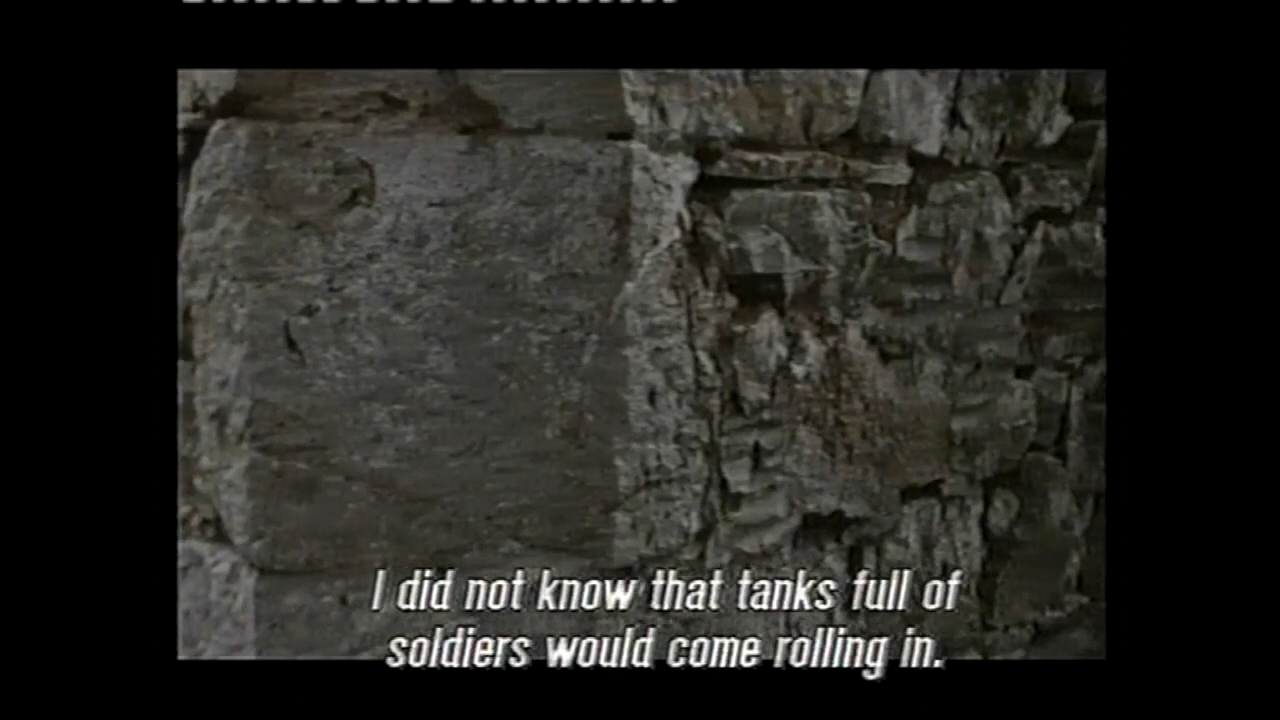 I did not know that tanks full of
soldiers would come rolling in.